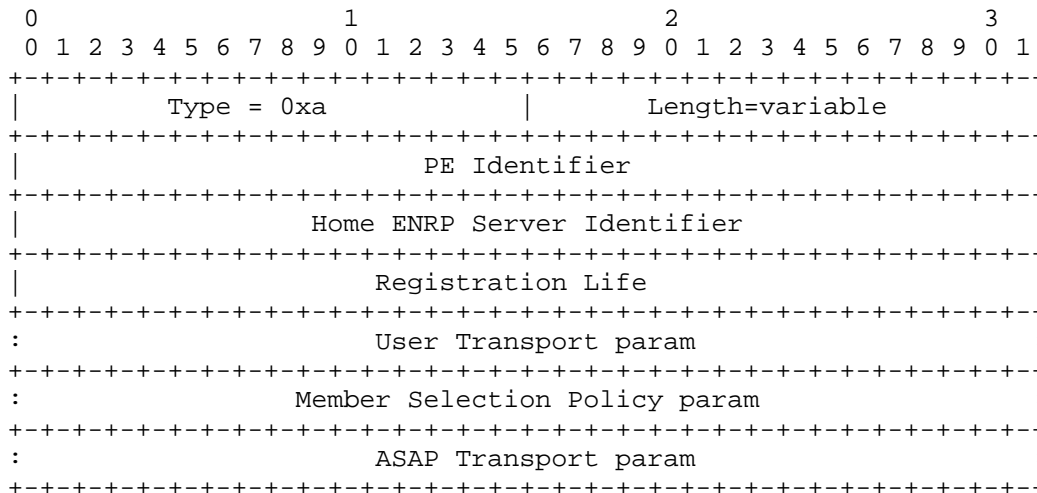 0                   1                   2                   3
 0 1 2 3 4 5 6 7 8 9 0 1 2 3 4 5 6 7 8 9 0 1 2 3 4 5 6 7 8 9 0 1
+-+-+-+-+-+-+-+-+-+-+-+-+-+-+-+-+-+-+-+-+-+-+-+-+-+-+-+-+-+-+-+--
|         Type = 0xa            |       Length=variable
+-+-+-+-+-+-+-+-+-+-+-+-+-+-+-+-+-+-+-+-+-+-+-+-+-+-+-+-+-+-+-+--
|                         PE Identifier
+-+-+-+-+-+-+-+-+-+-+-+-+-+-+-+-+-+-+-+-+-+-+-+-+-+-+-+-+-+-+-+--
|                  Home ENRP Server Identifier
+-+-+-+-+-+-+-+-+-+-+-+-+-+-+-+-+-+-+-+-+-+-+-+-+-+-+-+-+-+-+-+--
|                      Registration Life
+-+-+-+-+-+-+-+-+-+-+-+-+-+-+-+-+-+-+-+-+-+-+-+-+-+-+-+-+-+-+-+--
:                      User Transport param
+-+-+-+-+-+-+-+-+-+-+-+-+-+-+-+-+-+-+-+-+-+-+-+-+-+-+-+-+-+-+-+--
:                 Member Selection Policy param
+-+-+-+-+-+-+-+-+-+-+-+-+-+-+-+-+-+-+-+-+-+-+-+-+-+-+-+-+-+-+-+--
:                      ASAP Transport param
+-+-+-+-+-+-+-+-+-+-+-+-+-+-+-+-+-+-+-+-+-+-+-+-+-+-+-+-+-+-+-+--